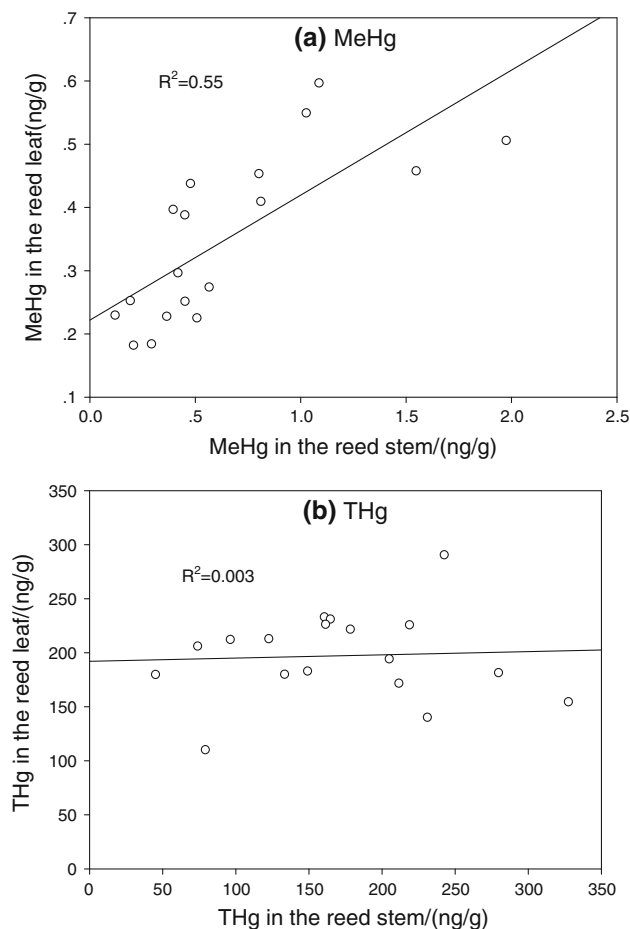 (a) MeHg
R²=0.55
MeHg in the reed leaf(ng/g)
.7
.6
.5
.4
.3
.2
.1
0.0 .5 1.0 1.5 2.0 2.5
MeHg in the reed stem/(ng/g)
(b) THg
R²=0.003
THg in the reed leaf/(ng/g)
350
300
250
200
150
100
50
0
0 50 100 150 200 250 300 350
THg in the reed stem/(ng/g)